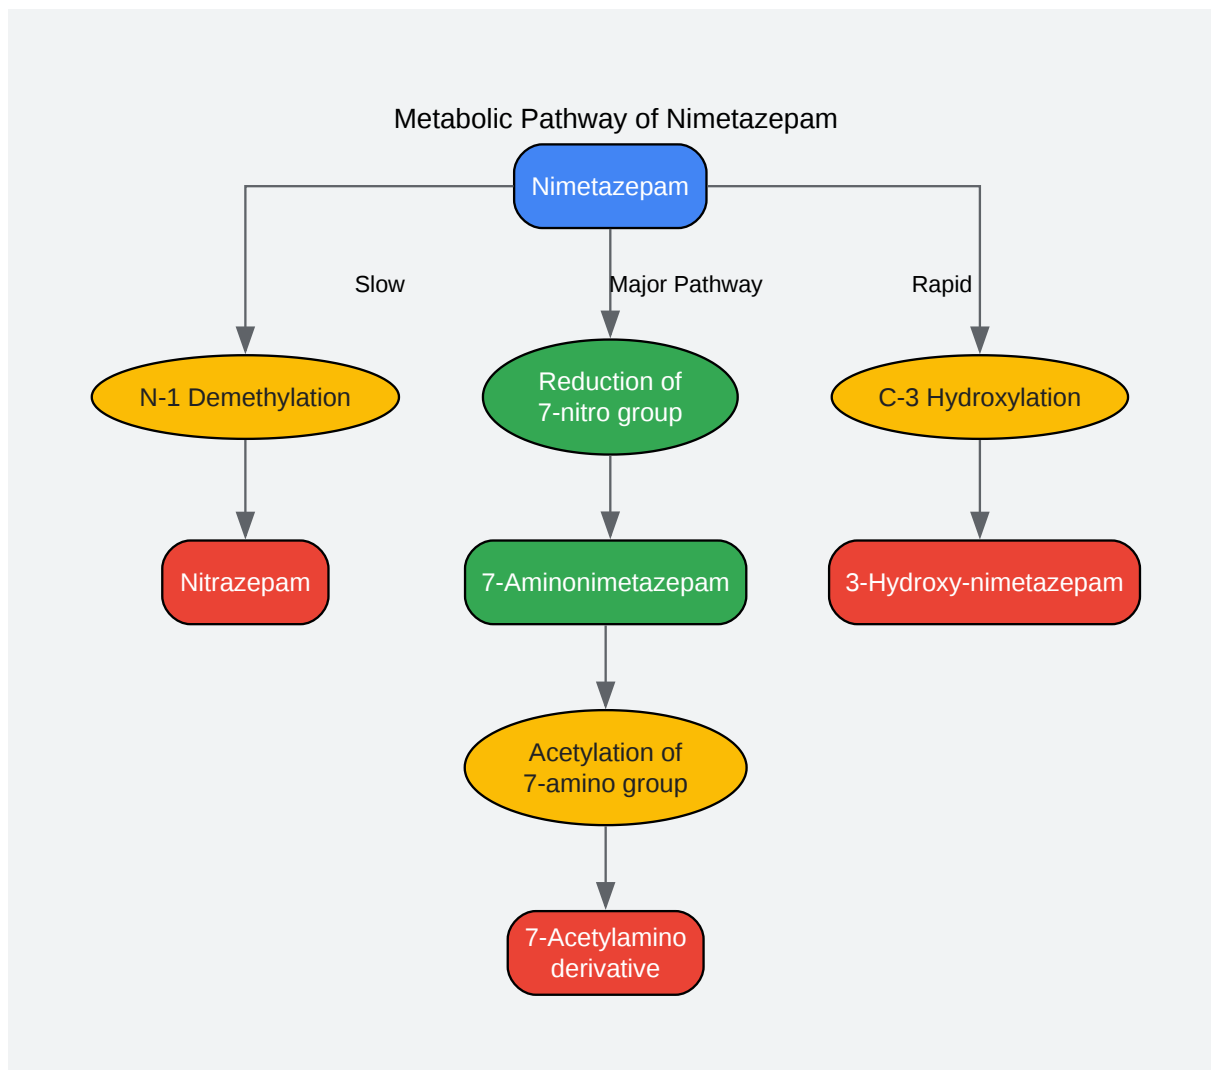 Metabolic Pathway of Nimetazepam
Nimetazepam
Slow
Major Pathway
Rapid
N-1 Demethylation
Reduction of
7-nitro group
C-3 Hydroxylation
Nitrazepam
7-Aminonimetazepam
3-Hydroxy-nimetazepam
Acetylation of
7-amino group
7-Acetylamino
derivative